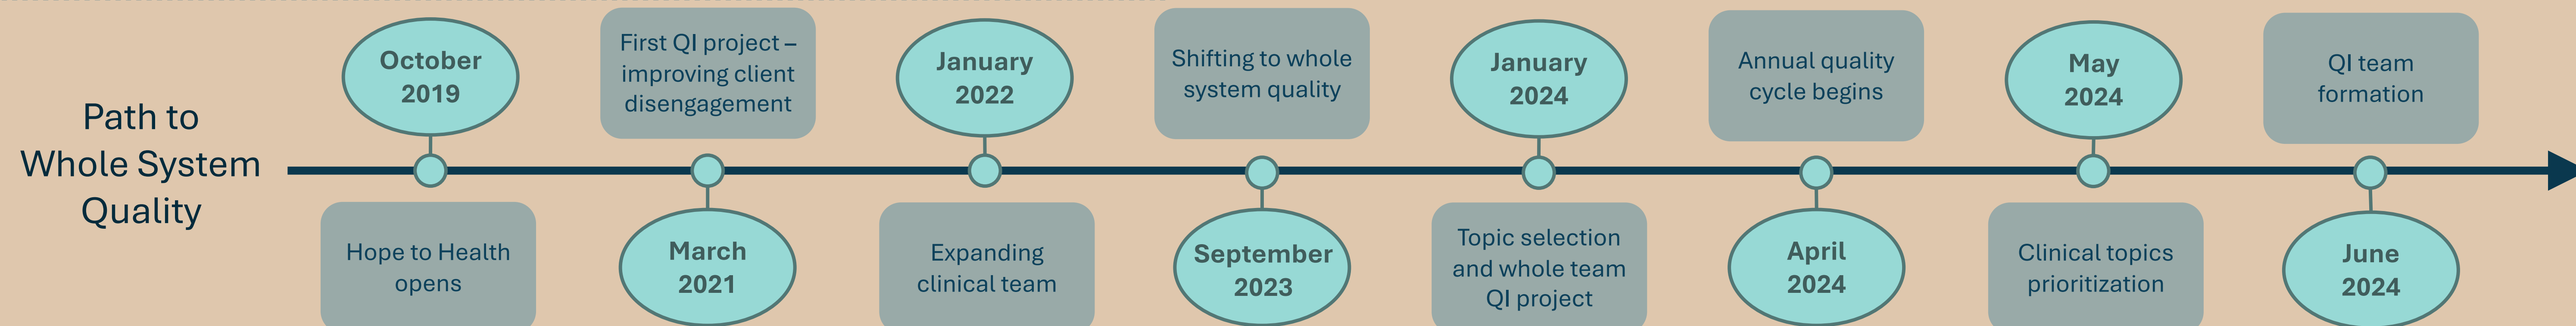 Path to
Whole System
Quality
October
2019
Hope to Health
opens
First QI project –
improving client
disengagement
March
2021
January
2022
Expanding
clinical team
Shifting to whole
system quality
September
2023
January
2024
Topic selection
and whole team
QI project
Annual quality
cycle begins
April
2024
May
2024
Clinical topics
prioritization
QI team
formation
June
2024